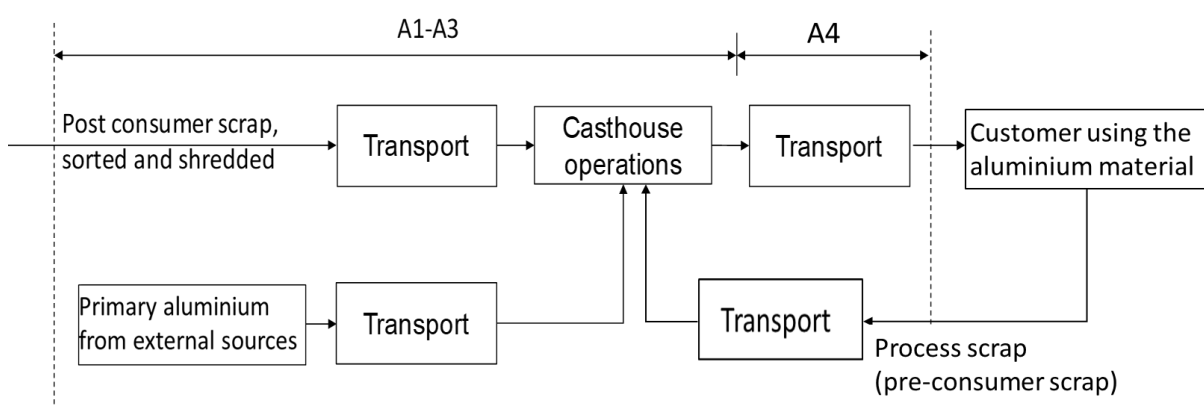 A1-A3
A4
Post consumer scrap,
sorted and shredded
Transport
Casthouse
operations
Transport
Customer using the
aluminium material
Primary aluminium
from external sources
Transport
Transport
Process scrap
(pre-consumer scrap)